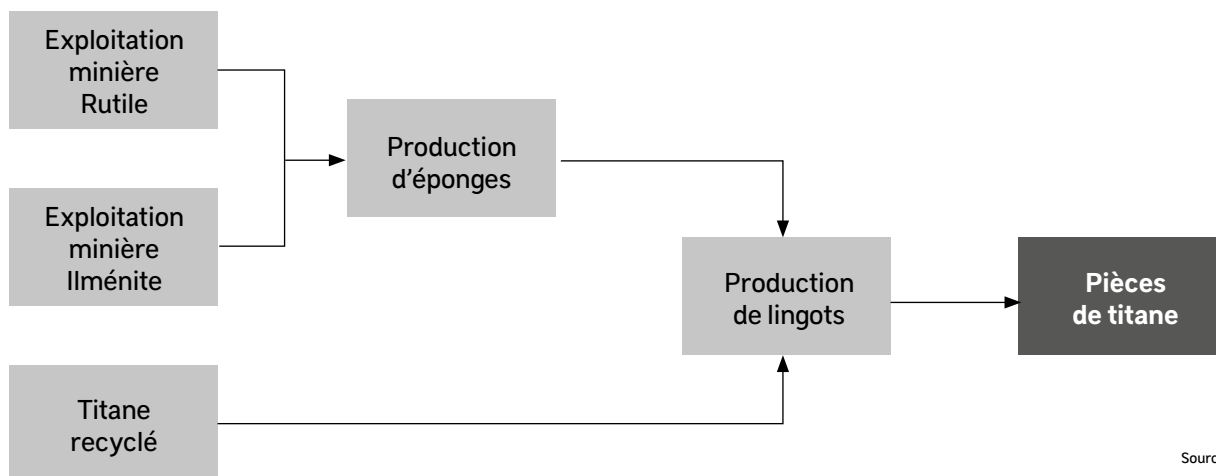 Exploitation
minière
Rutile
Production
d'éponges
Exploitation
minière
Ilménite
Production
de lingots
Pièces
de titane
Titane
recyclé